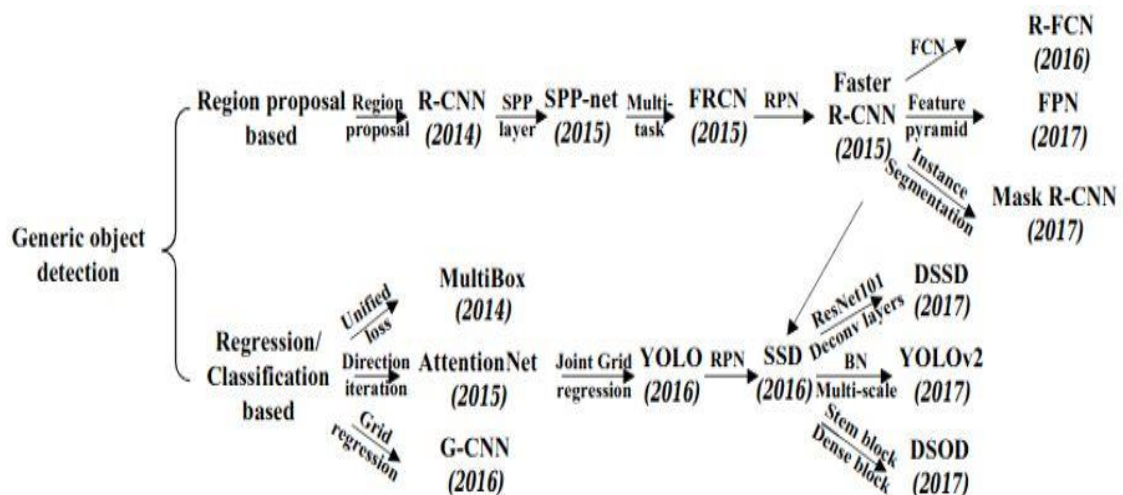 Generic object
detection
Region proposal
based
Region
proposal
R-CNN
(2014)
SPP
layer
SPP-net
(2015)
Multi-
task
FRCN
(2015)
RPN
Faster
R-CNN
(2015)
FCN
R-FCN
(2016)
Feature
pyramid
FPN
(2017)
Instance
Segmentation
Mask R-CNN
(2017)
Regression/
Classification
based
Unified
loss
MultiBox
(2014)
Direction
iteration
AttentionNet
(2015)
Grid
regression
G-CNN
(2016)
Joint Grid
regression
YOLO
(2016)
RPN
SSD
(2016)
ResNet101
Deconv layers
DSSD
(2017)
BN
Multi-scale
YOLOv2
(2017)
Stem block
Dense block
DSOD
(2017)